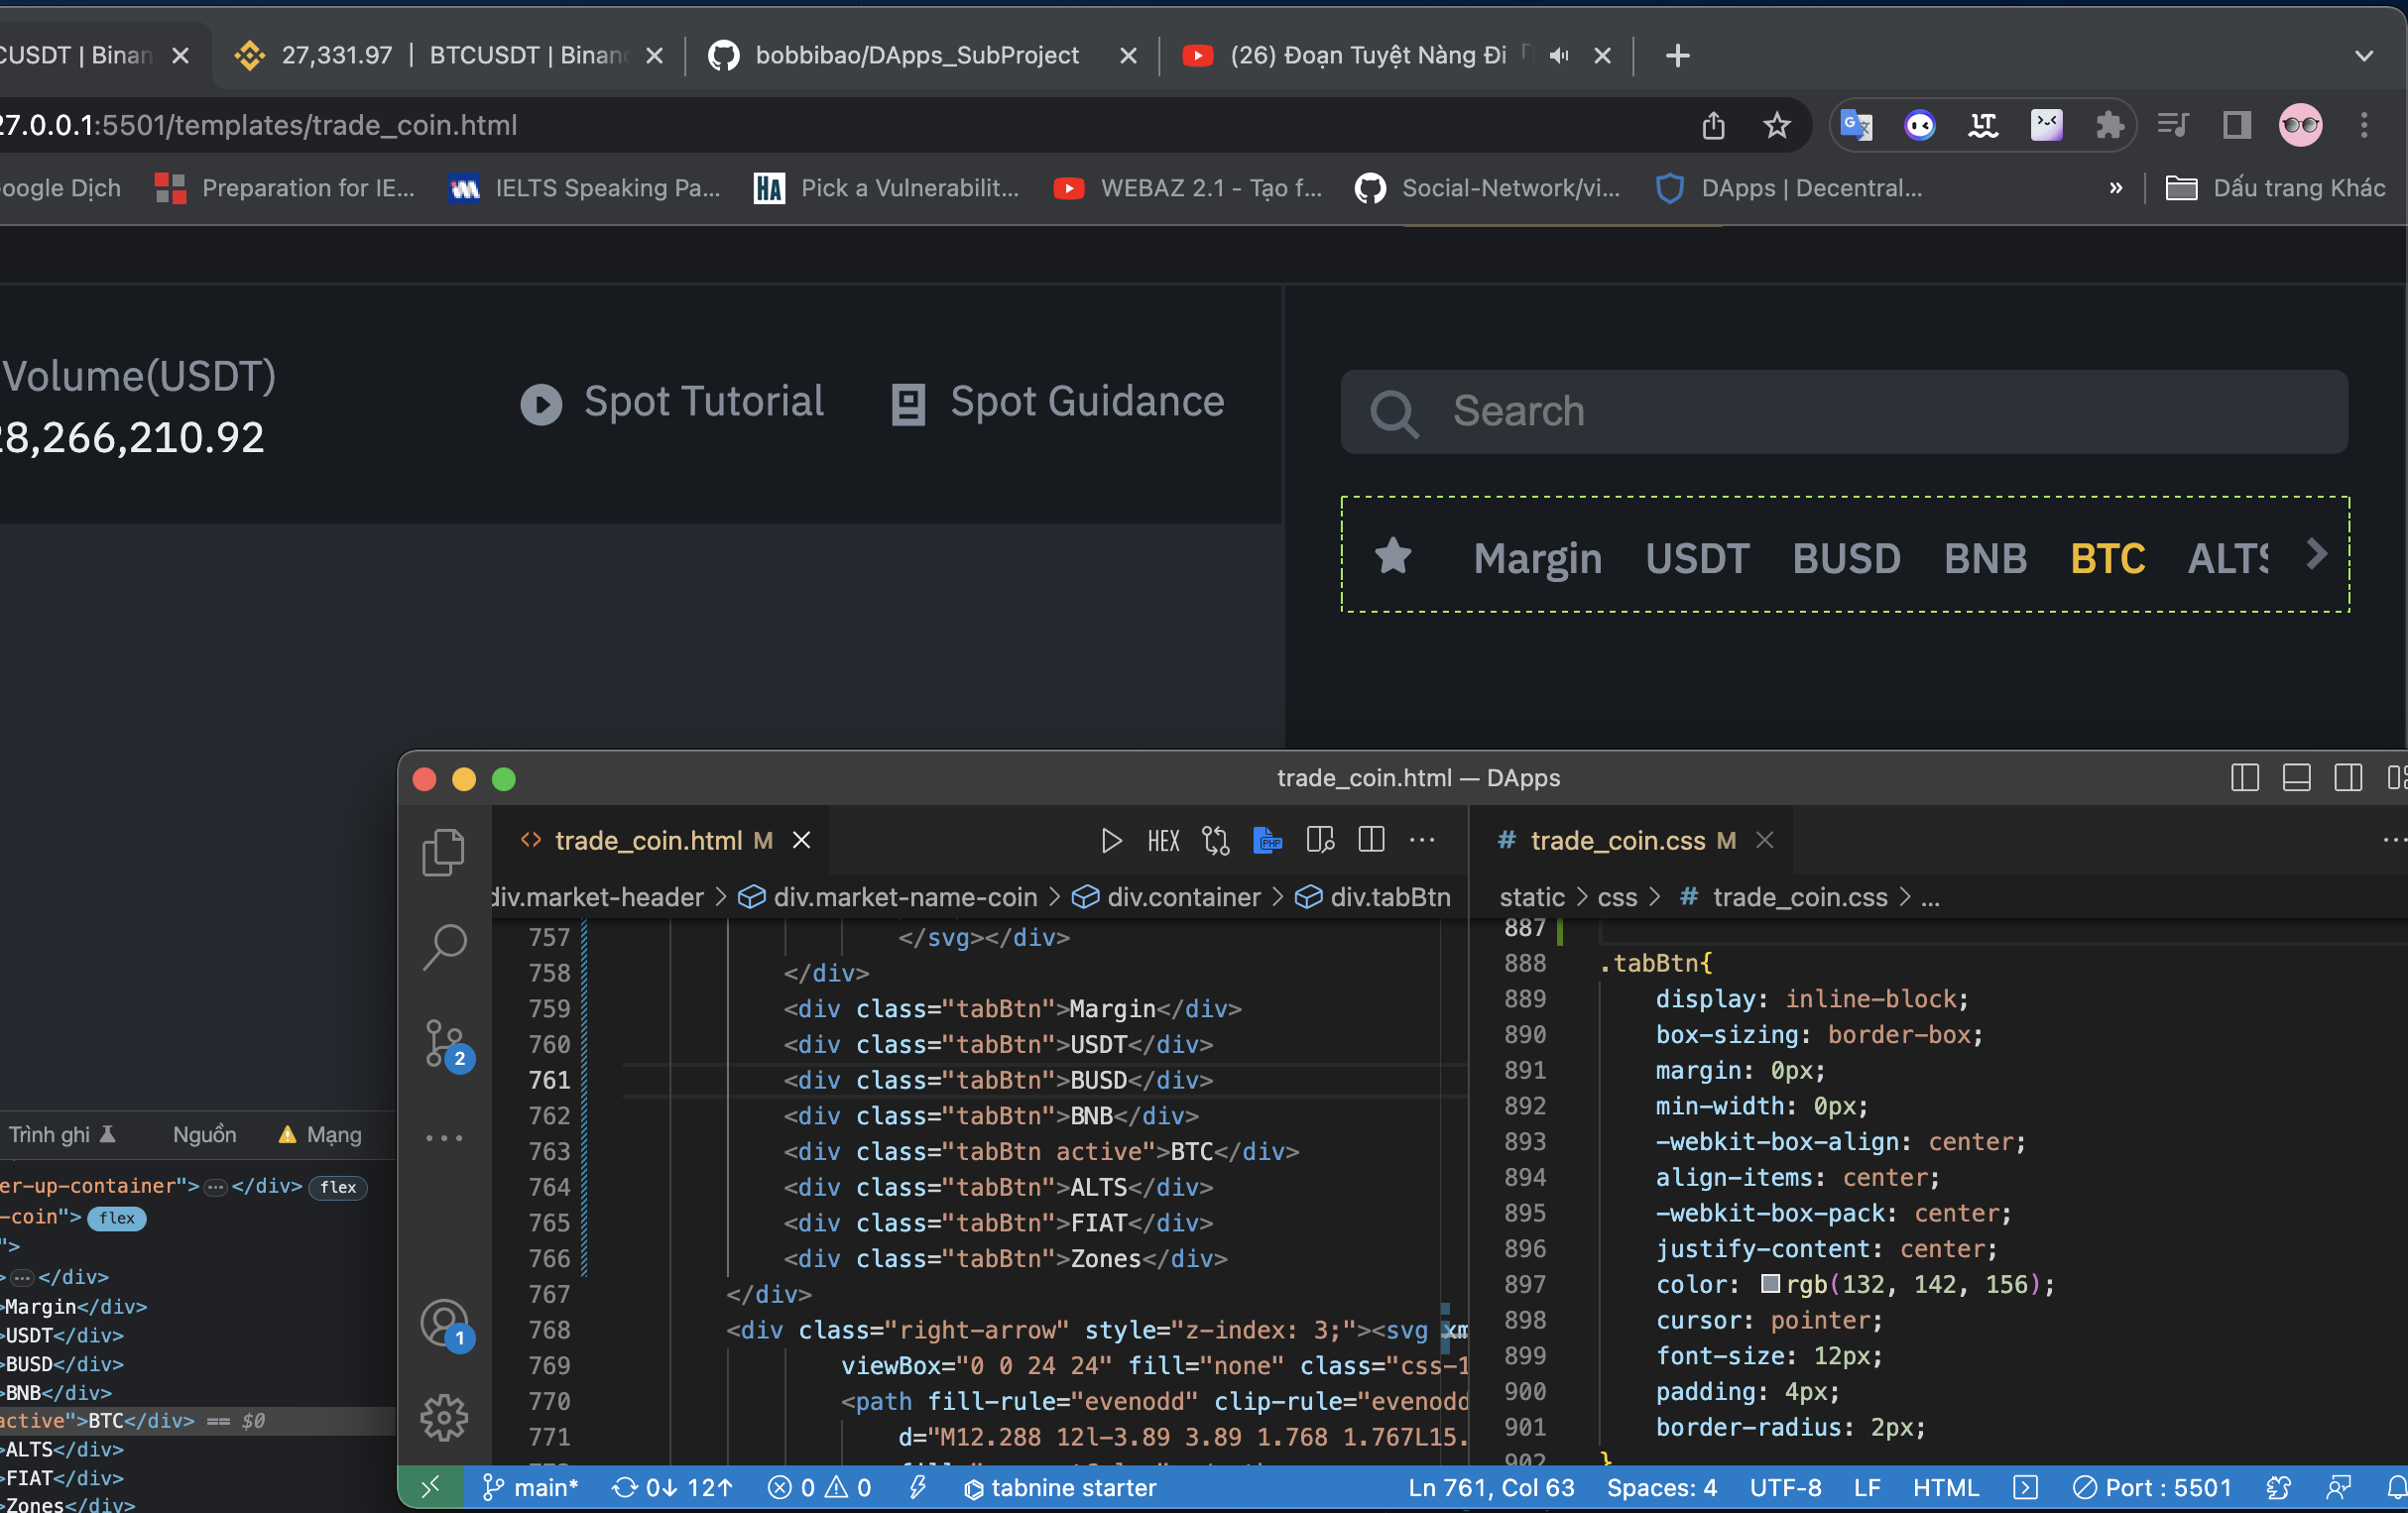 CUSDT | Binan
27,331.97 | BTCUSDT | Binanc
bobbibao/DApps_SubProject
(26) Đoạn Tuyệt Nàng Đi「
27.0.0.1:5501/templates/trade_coin.html
oogle Dịch
Preparation for IE...
IELTS Speaking Pa...
HA Pick a Vulnerabilit...
WEBAZ 2.1 - Tạo f...
Social-Network/vi...
DApps | Decentral...
»
Dấu trang Khác
Volume(USDT)
28,266,210.92
Spot Tutorial
Spot Guidance
Search
Margin USDT BUSD BNB BTC ALTS
trade_coin.html — DApps
trade_coin.html M
HEX
PHP
div.market-header > div.market-name-coin > div.container > div.tabBtn
757 </svg></div>
758 </div>
759 <div class="tabBtn">Margin</div>
760 <div class="tabBtn">USDT</div>
761 <div class="tabBtn">BUSD</div>
762 <div class="tabBtn">BNB</div>
763 <div class="tabBtn active">BTC</div>
764 <div class="tabBtn">ALTS</div>
765 <div class="tabBtn">FIAT</div>
766 <div class="tabBtn">Zones</div>
767 </div>
768 <div class="right-arrow" style="z-index: 3;"><svg xm
769 viewBox="0 0 24 24" fill="none" class="css-1
770 <path fill-rule="evenodd" clip-rule="evenodd
771 d="M12.288 12l-3.89 3.89 1.768 1.767L15.
# trade_coin.css M
static > css > # trade_coin.css > ...
887
888 .tabBtn{
889 display: inline-block;
890 box-sizing: border-box;
891 margin: 0px;
892 min-width: 0px;
893 -webkit-box-align: center;
894 align-items: center;
895 -webkit-box-pack: center;
896 justify-content: center;
897 color: rgb(132, 142, 156);
898 cursor: pointer;
899 font-size: 12px;
900 padding: 4px;
901 border-radius: 2px;
902 }
2
1
Trình ghi
Nguồn
Mạng
er-up-container">...</div> flex
-coin"> flex
">
>...</div>
>Margin</div>
>USDT</div>
>BUSD</div>
>BNB</div>
active">BTC</div> == $0
>ALTS</div>
>FIAT</div>
>Zones</div>
main* 0↓ 12↑ 0 0 tabnine starter
Ln 761, Col 63 Spaces: 4 UTF-8 LF HTML Port : 5501